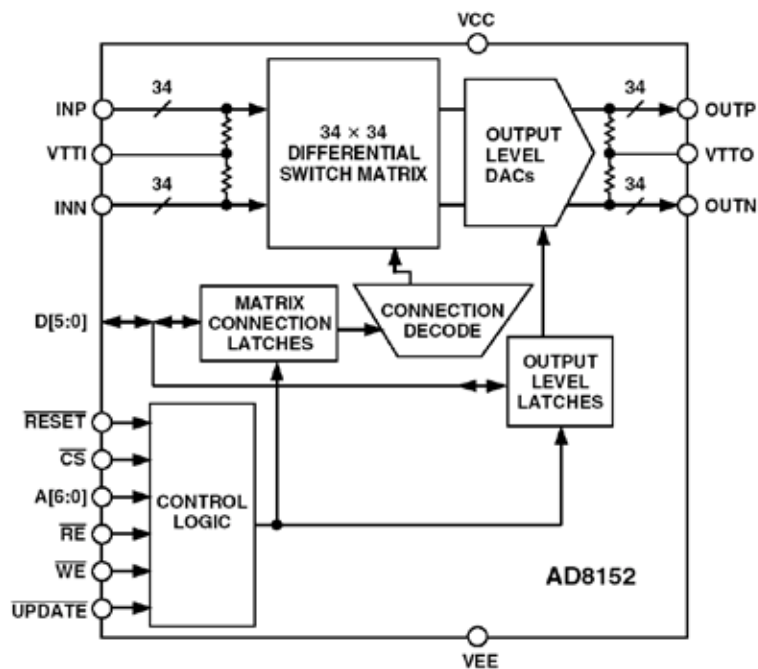 VCC
34
34
INP
OUTP
34 × 34
DIFFERENTIAL
SWITCH MATRIX
OUTPUT
LEVEL
DACs
VTTI
VTTO
34
34
INN
OUTN
D[5:0]
MATRIX
CONNECTION
LATCHES
CONNECTION
DECODE
OUTPUT
LEVEL
LATCHES
RESET
CS
A[6:0]
RE
WE
UPDATE
CONTROL
LOGIC
AD8152
VEE